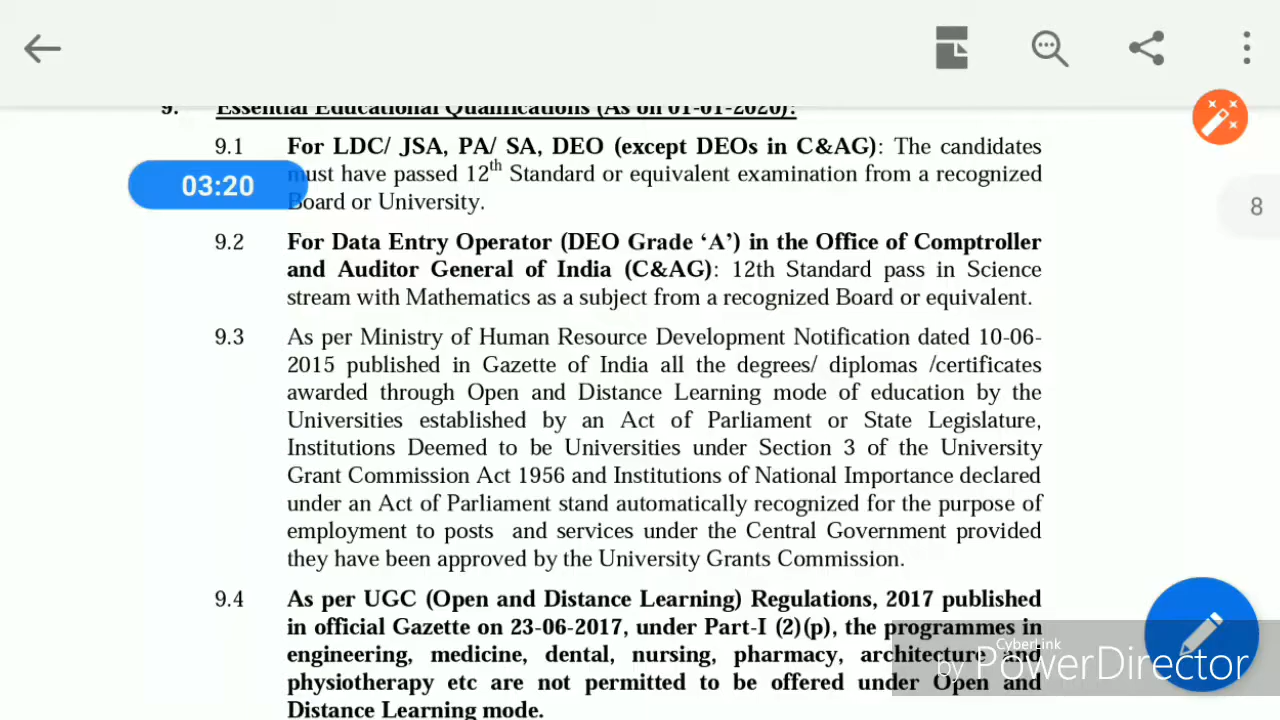 9. Essential Educational Qualifications (As on 01-01-2020):
9.1 For LDC/ JSA, PA/ SA, DEO (except DEOs in C&AG): The candidates
03:20
must have passed 12th Standard or equivalent examination from a recognized
Board or University.
8
9.2 For Data Entry Operator (DEO Grade ‘A’) in the Office of Comptroller
and Auditor General of India (C&AG): 12th Standard pass in Science
stream with Mathematics as a subject from a recognized Board or equivalent.
9.3 As per Ministry of Human Resource Development Notification dated 10-06-
2015 published in Gazette of India all the degrees/ diplomas /certificates
awarded through Open and Distance Learning mode of education by the
Universities established by an Act of Parliament or State Legislature,
Institutions Deemed to be Universities under Section 3 of the University
Grant Commission Act 1956 and Institutions of National Importance declared
under an Act of Parliament stand automatically recognized for the purpose of
employment to posts and services under the Central Government provided
they have been approved by the University Grants Commission.
9.4 As per UGC (Open and Distance Learning) Regulations, 2017 published
in official Gazette on 23-06-2017, under Part-I (2)(p), the programmes in
engineering, medicine, dental, nursing, pharmacy, architecture and
physiotherapy etc are not permitted to be offered under Open and
Distance Learning mode.
CyberLink
by PowerDirector